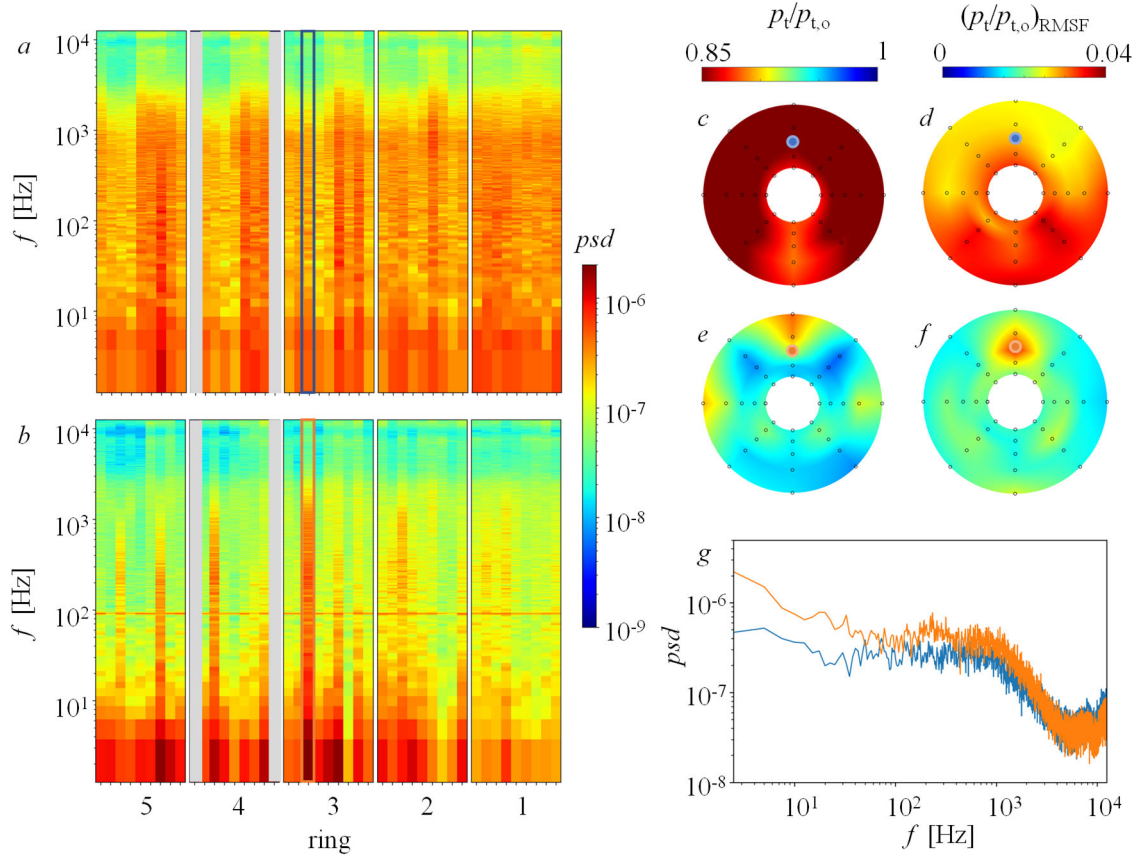 a
10⁴
10³
10²
10¹
f [Hz]
b
10⁴
10³
10²
10¹
f [Hz]
5 4 3 2 1
ring
psd
10⁻⁶
10⁻⁷
10⁻⁸
10⁻⁹
pₜ/pₜ,ₒ
0.85 1
(pₜ/pₜ,ₒ)RMSF
0 0.04
c
d
e
f
g
10⁻⁶
10⁻⁷
10⁻⁸
psd
10¹ 10² 10³ 10⁴
f [Hz]